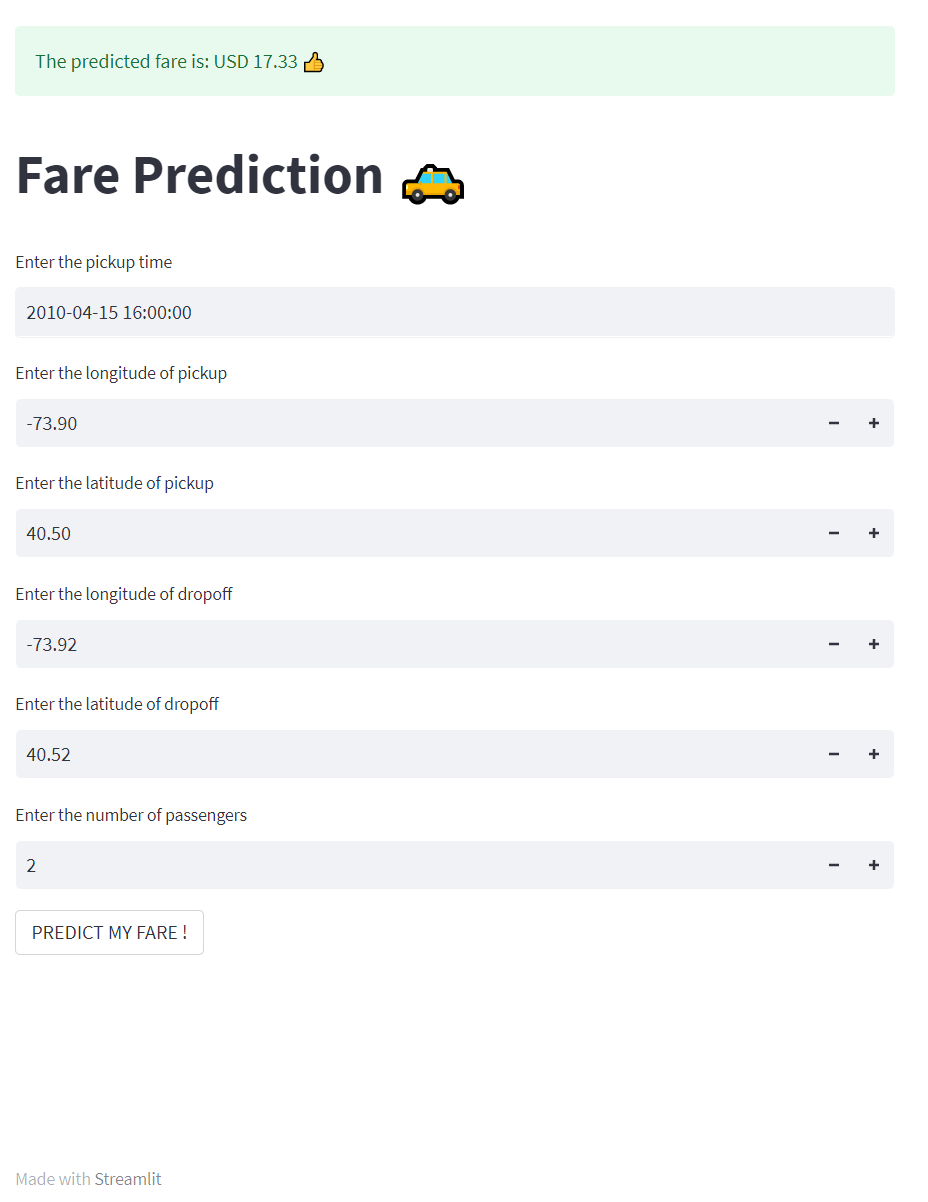 The predicted fare is: USD 17.33 👍
Fare Prediction 🚕
Enter the pickup time
2010-04-15 16:00:00
Enter the longitude of pickup
-73.90
Enter the latitude of pickup
40.50
Enter the longitude of dropoff
-73.92
Enter the latitude of dropoff
40.52
Enter the number of passengers
2
PREDICT MY FARE !
Made with Streamlit